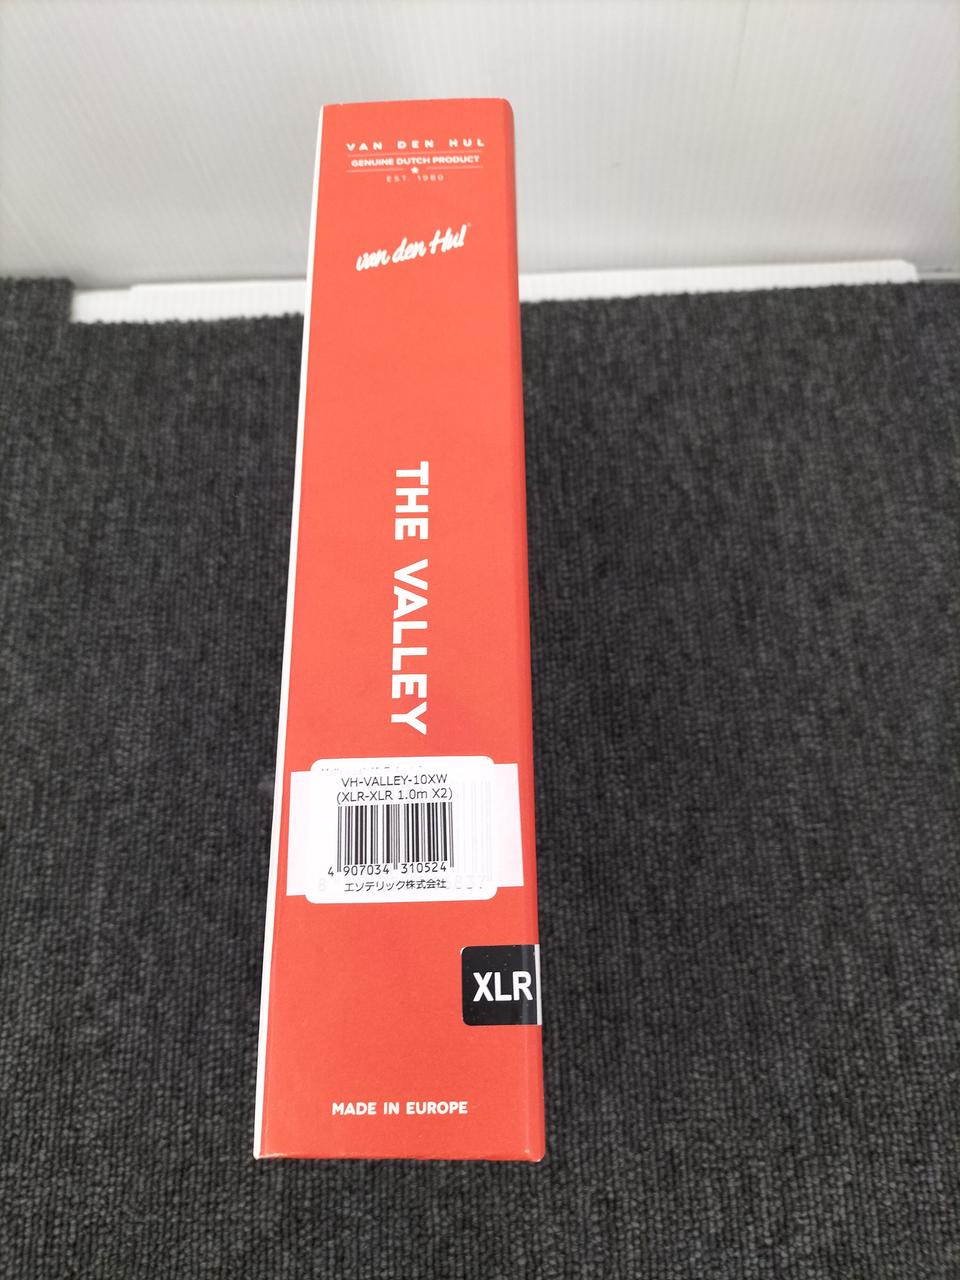 VAN DEN HUL
GENUINE DUTCH PRODUCT
EST. 1980
van den Hul
THE VALLEY
VH-VALLEY-10XW
(XLR-XLR 1.0m X2)
4 907034 310524
エソテリック株式会社
XLR
MADE IN EUROPE